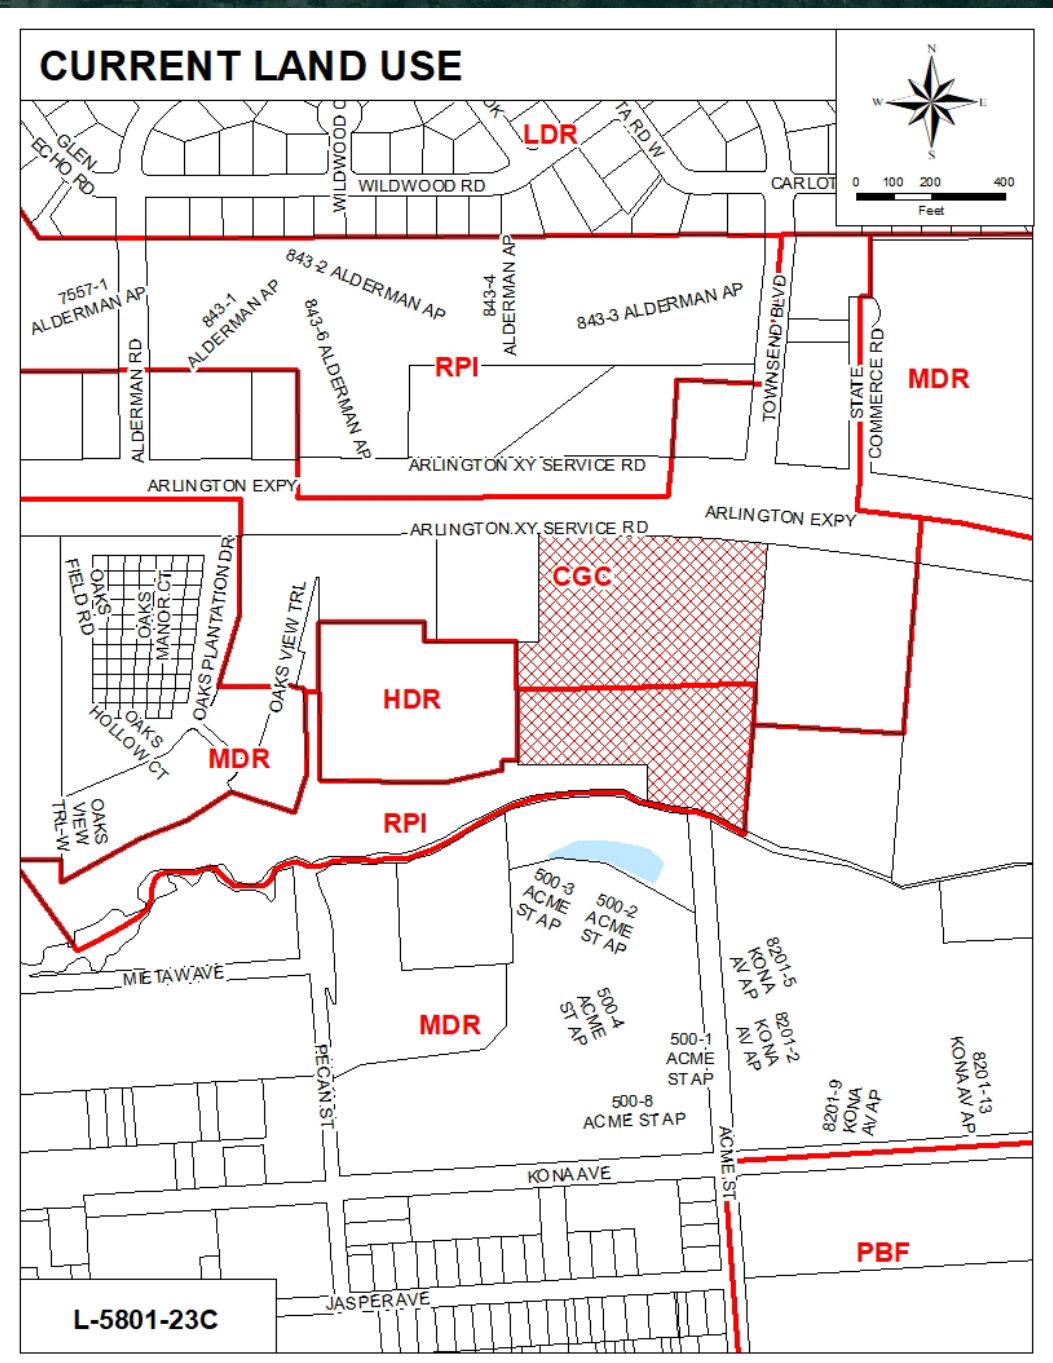 CURRENT LAND USE
N
W
E
S
0 100 200 400
Feet
LDR
GLEN
ECHO RD
WILDWOOD RD
CARLOT
7557-1
ALDERMAN AP
843-1
ALDERMAN AP
843-2 ALDERMAN AP
843-6 ALDERMAN AP
843-4
ALDERMAN AP
843-3 ALDERMAN AP
ALDERMAN RD
RPI
TOWNSEND BLVD
STATE
COMMERCE RD
MDR
ARLINGTON XY SERVICE RD
ARLINGTON EXPY
ARLINGTON XY SERVICE RD
ARLINGTON EXPY
CGC
OAKS
FIELD RD
OAKS
MANOR CT
OAKS PLANTATION DR
OAKS VIEW TRL
HDR
OAKS
HOLLOW CT
MDR
OAKS
VIEW
TRL W
RPI
500-3
ACME
ST AP
500-2
ACME
ST AP
8201-5
KONA
AV AP
METAWAVE
500-4
ACME
ST AP
MDR
500-1
ACME
ST AP
8201-2
KONA
AV AP
PECAN ST
500-8
ACME ST AP
8201-9
KONA
AV AP
8201-13
KONA AV AP
KONA AVE
ACME ST
PBF
JASPER AVE
L-5801-23C